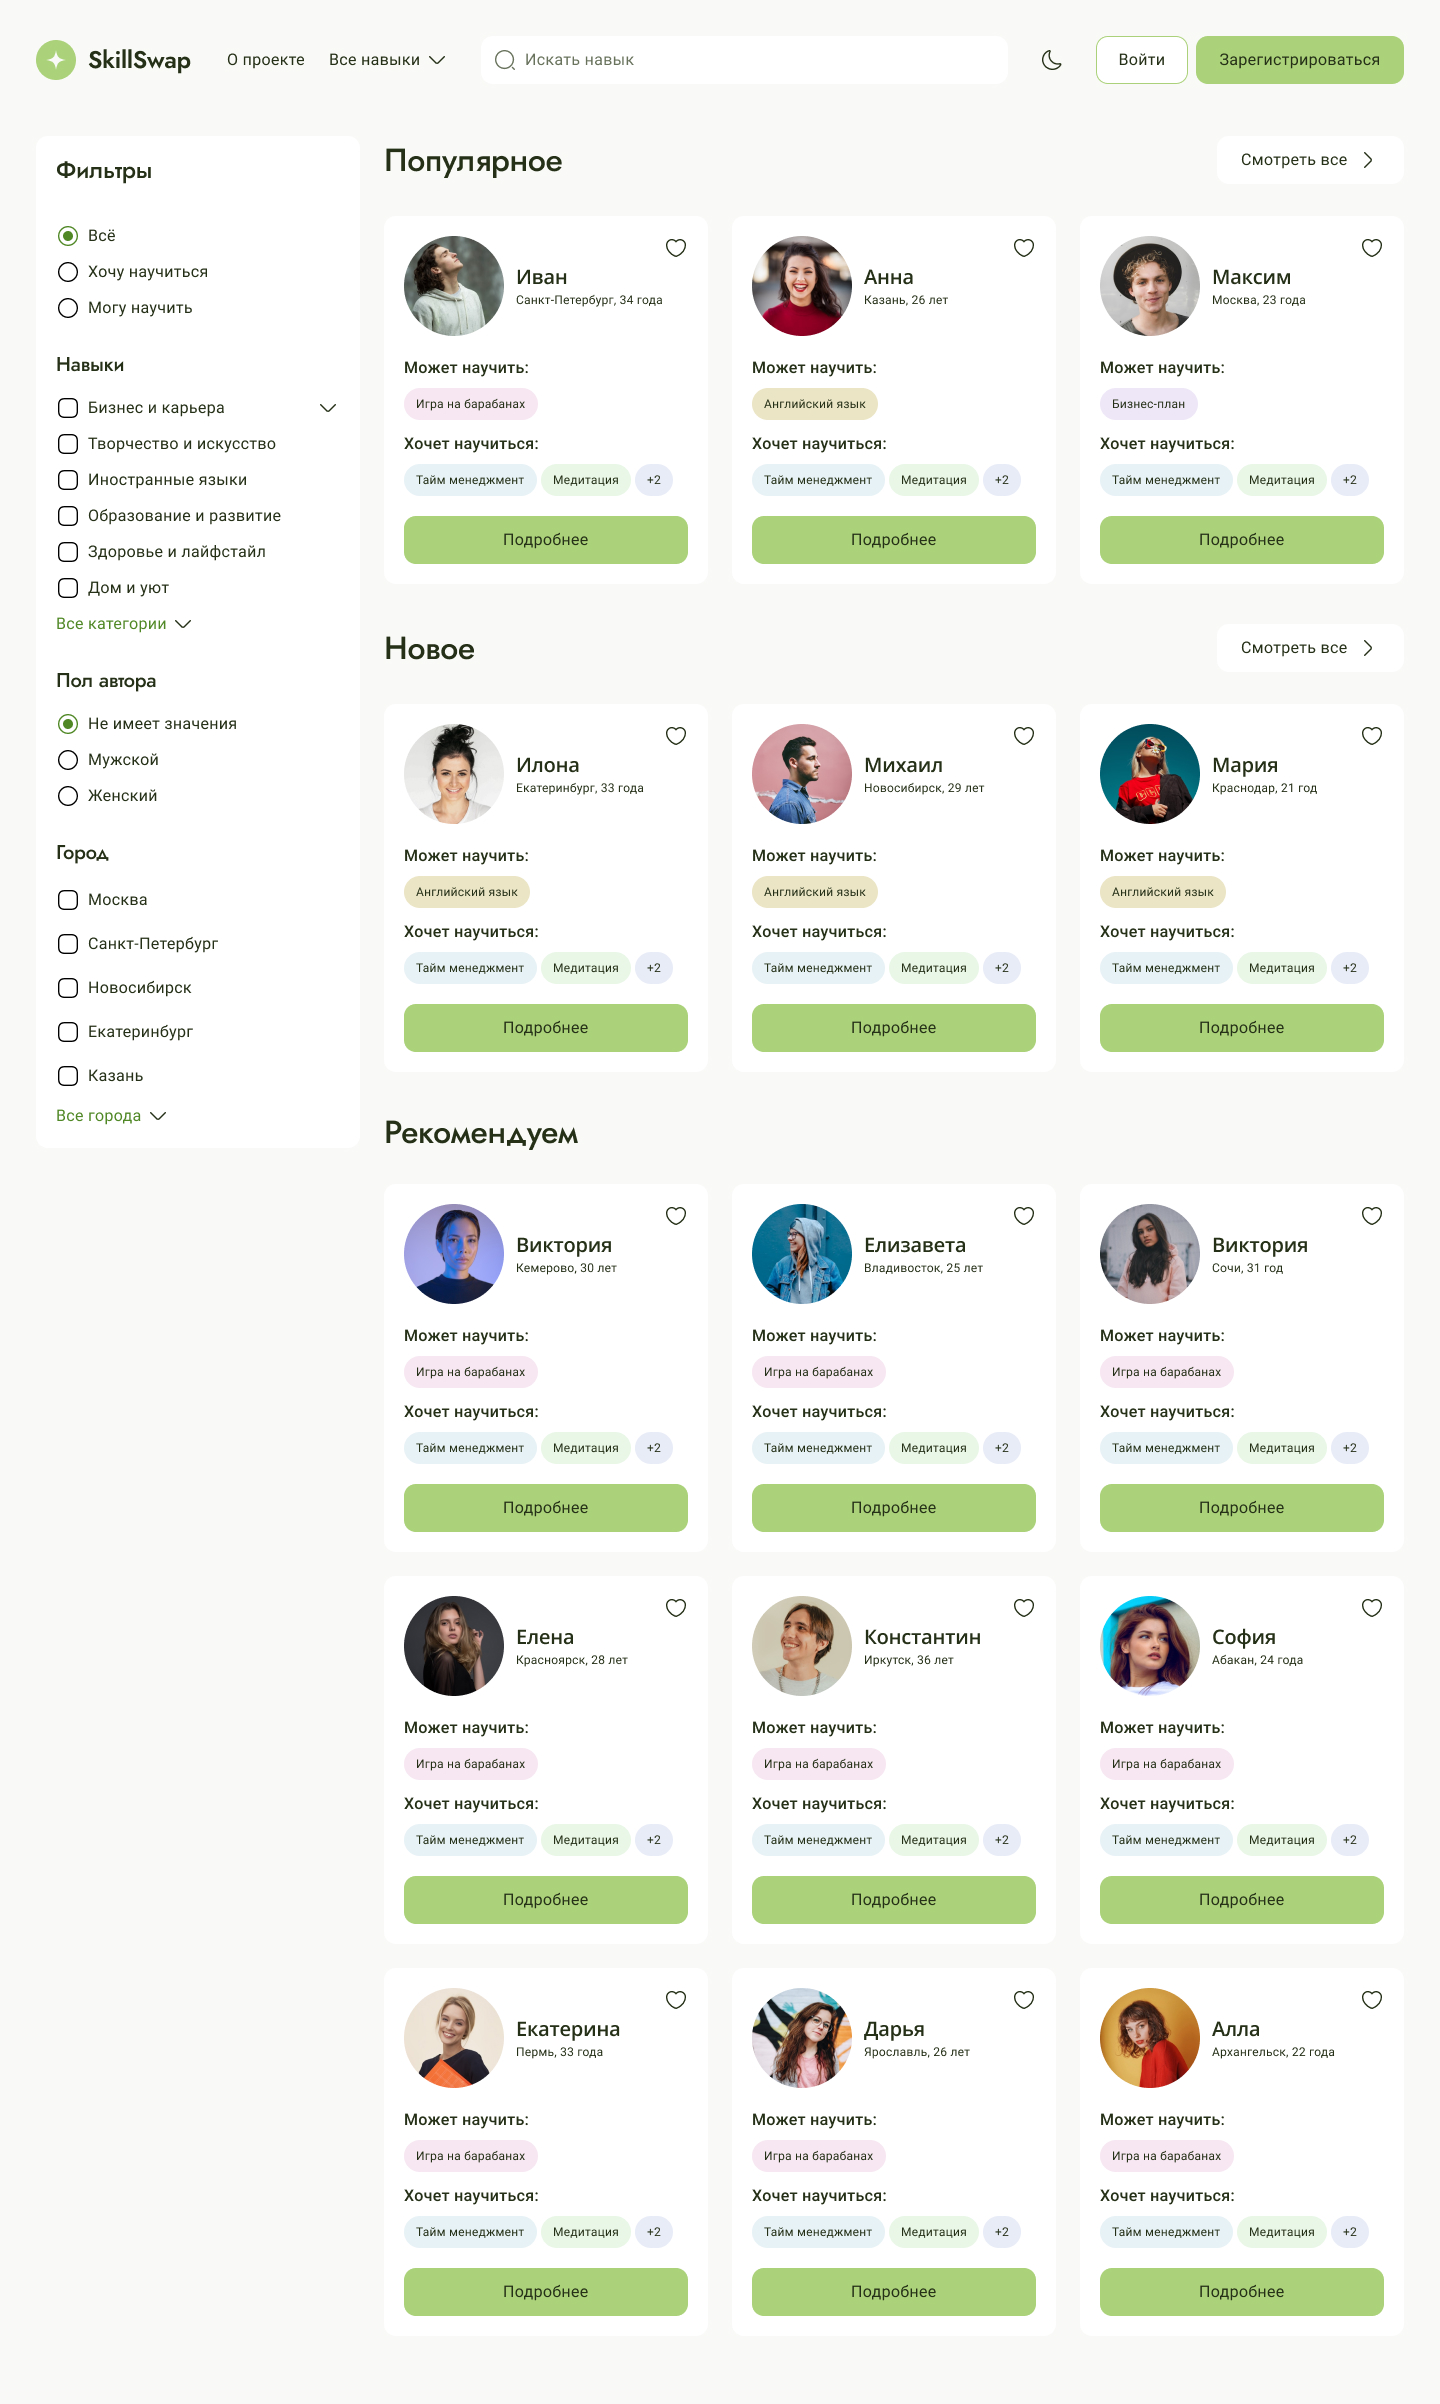 SkillSwap
О проекте
Все навыки
Искать навык
Войти
Зарегистрироваться
Фильтры
Всё
Хочу научиться
Могу научить
Навыки
Бизнес и карьера
Творчество и искусство
Иностранные языки
Образование и развитие
Здоровье и лайфстайл
Дом и уют
Все категории
Пол автора
Не имеет значения
Мужской
Женский
Город
Москва
Санкт-Петербург
Новосибирск
Екатеринбург
Казань
Все города
Популярное
Смотреть все
Иван
Санкт-Петербург, 34 года
Может научить:
Игра на барабанах
Хочет научиться:
Тайм менеджмент Медитация +2
Подробнее
Анна
Казань, 26 лет
Может научить:
Английский язык
Хочет научиться:
Тайм менеджмент Медитация +2
Подробнее
Максим
Москва, 23 года
Может научить:
Бизнес-план
Хочет научиться:
Тайм менеджмент Медитация +2
Подробнее
Новое
Смотреть все
Илона
Екатеринбург, 33 года
Может научить:
Английский язык
Хочет научиться:
Тайм менеджмент Медитация +2
Подробнее
Михаил
Новосибирск, 29 лет
Может научить:
Английский язык
Хочет научиться:
Тайм менеджмент Медитация +2
Подробнее
Мария
Краснодар, 21 год
Может научить:
Английский язык
Хочет научиться:
Тайм менеджмент Медитация +2
Подробнее
Рекомендуем
Виктория
Кемерово, 30 лет
Может научить:
Игра на барабанах
Хочет научиться:
Тайм менеджмент Медитация +2
Подробнее
Елизавета
Владивосток, 25 лет
Может научить:
Игра на барабанах
Хочет научиться:
Тайм менеджмент Медитация +2
Подробнее
Виктория
Сочи, 31 год
Может научить:
Игра на барабанах
Хочет научиться:
Тайм менеджмент Медитация +2
Подробнее
Елена
Красноярск, 28 лет
Может научить:
Игра на барабанах
Хочет научиться:
Тайм менеджмент Медитация +2
Подробнее
Константин
Иркутск, 36 лет
Может научить:
Игра на барабанах
Хочет научиться:
Тайм менеджмент Медитация +2
Подробнее
София
Абакан, 24 года
Может научить:
Игра на барабанах
Хочет научиться:
Тайм менеджмент Медитация +2
Подробнее
Екатерина
Пермь, 33 года
Может научить:
Игра на барабанах
Хочет научиться:
Тайм менеджмент Медитация +2
Подробнее
Дарья
Ярославль, 26 лет
Может научить:
Игра на барабанах
Хочет научиться:
Тайм менеджмент Медитация +2
Подробнее
Алла
Архангельск, 22 года
Может научить:
Игра на барабанах
Хочет научиться:
Тайм менеджмент Медитация +2
Подробнее